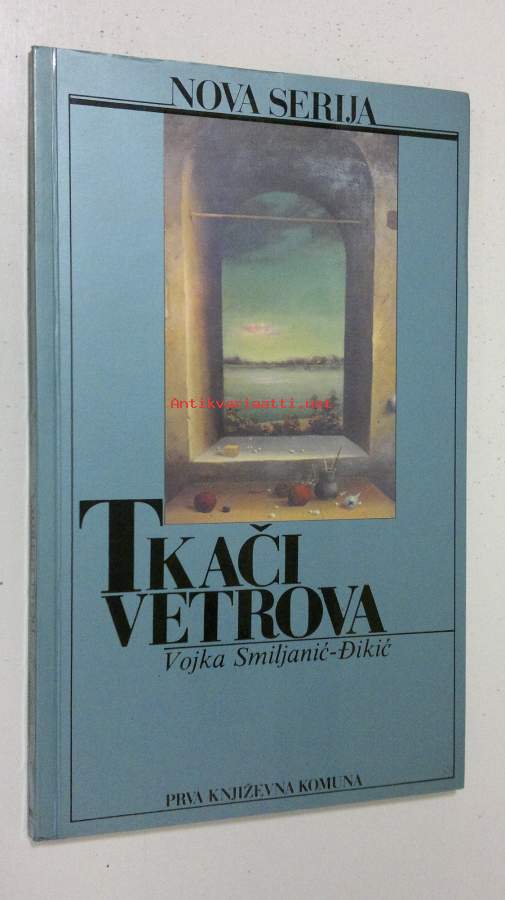 NOVA SERIJA
Antikvariaatti.net
TKAČI
VETROVA
Vojka Smiljanić-Đikić
PRVA KNJIŽEVNA KOMUNA